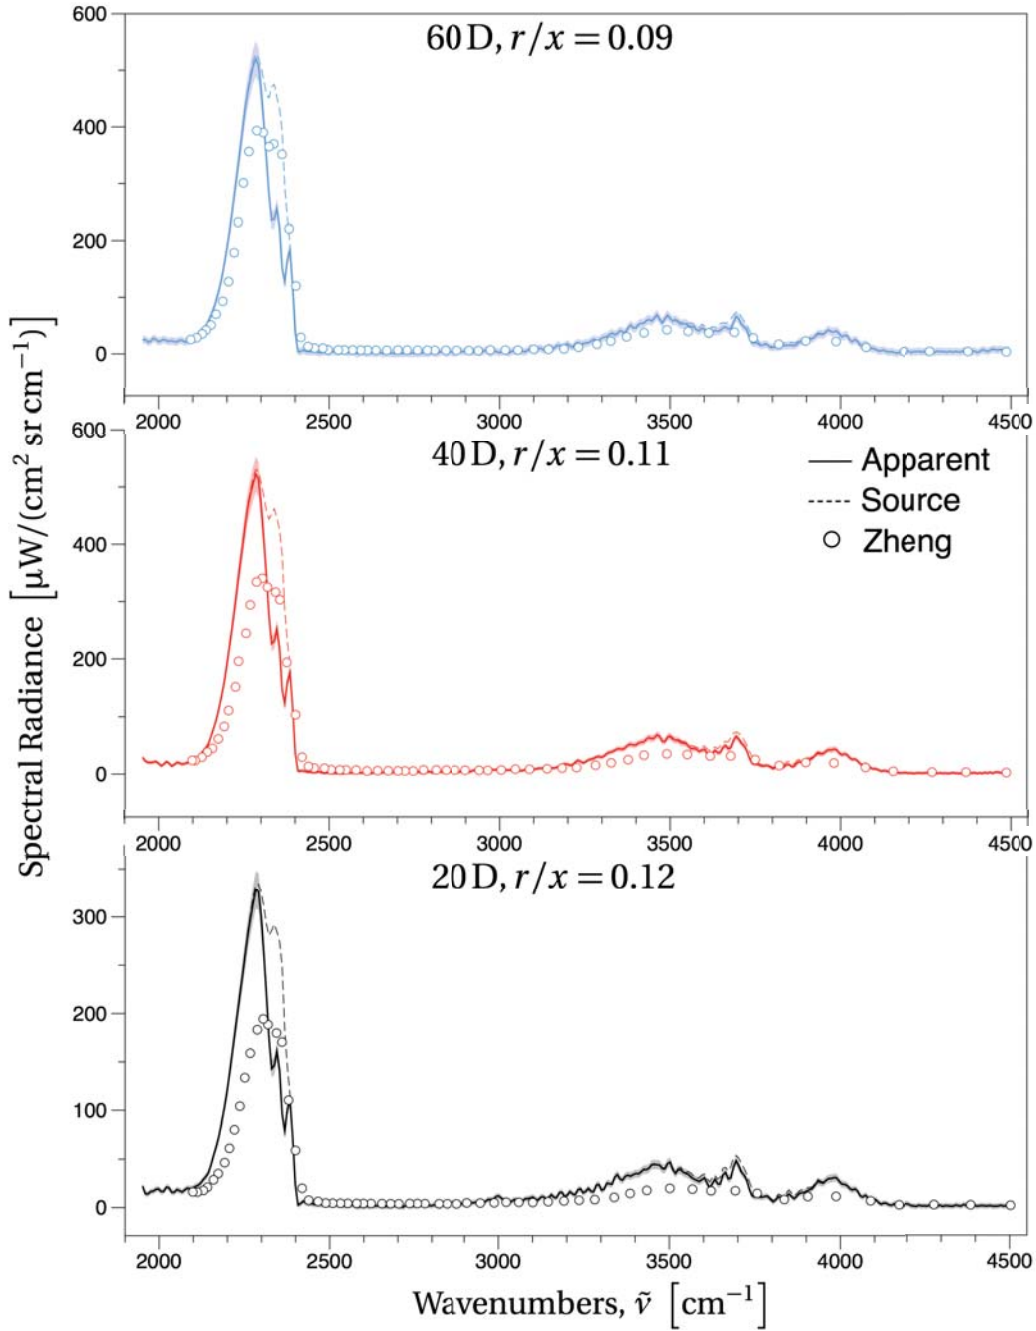 Spectral Radiance [μW/(cm² sr cm⁻¹)]
60 D, r/x = 0.09
600
400
200
0
2000 2500 3000 3500 4000 4500
40 D, r/x = 0.11
600
400
200
0
Apparent
Source
Zheng
2000 2500 3000 3500 4000 4500
20 D, r/x = 0.12
300
200
100
0
2000 2500 3000 3500 4000 4500
Wavenumbers, ν̃ [cm⁻¹]